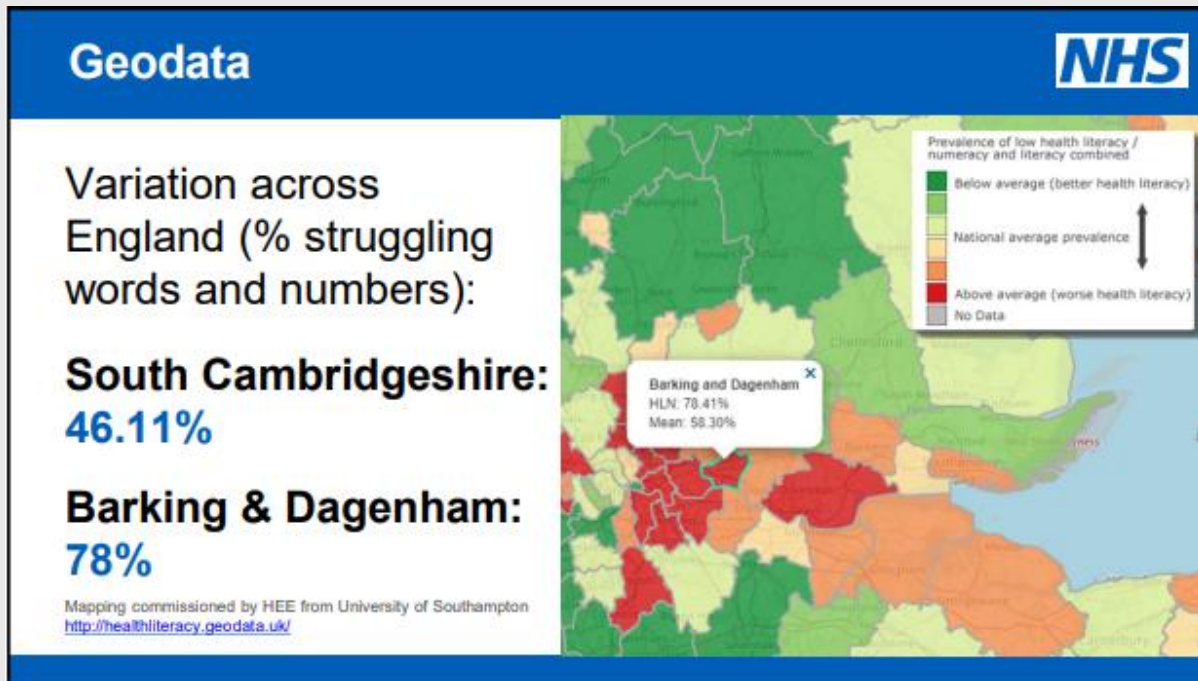 Geodata
NHS
Variation across
England (% struggling
words and numbers):
South Cambridgeshire:
46.11%
Barking & Dagenham:
78%
Mapping commissioned by HEE from University of Southampton
http://healthliteracy.geodata.uk/
Prevalence of low health literacy /
numeracy and literacy combined
Below average (better health literacy)
National average prevalence
Above average (worse health literacy)
No Data
Barking and Dagenham
HLN: 78.41%
Mean: 58.30%
Chelmsford
Canterbury